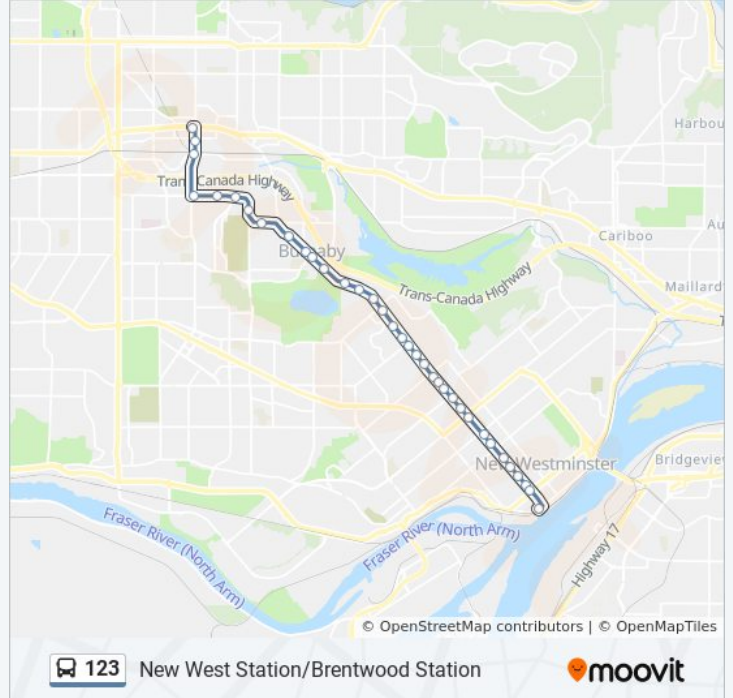 Harbou
Trans-Canada Highway
Cariboo
Au
Burnaby
Maillard
Trans-Canada Highway
T
New Westminster
Bridgeview
Fraser River (North Arm)
Fraser River (North Arm)
Highway 17
© OpenStreetMap contributors | © OpenMapTiles
123 New West Station/Brentwood Station moovit